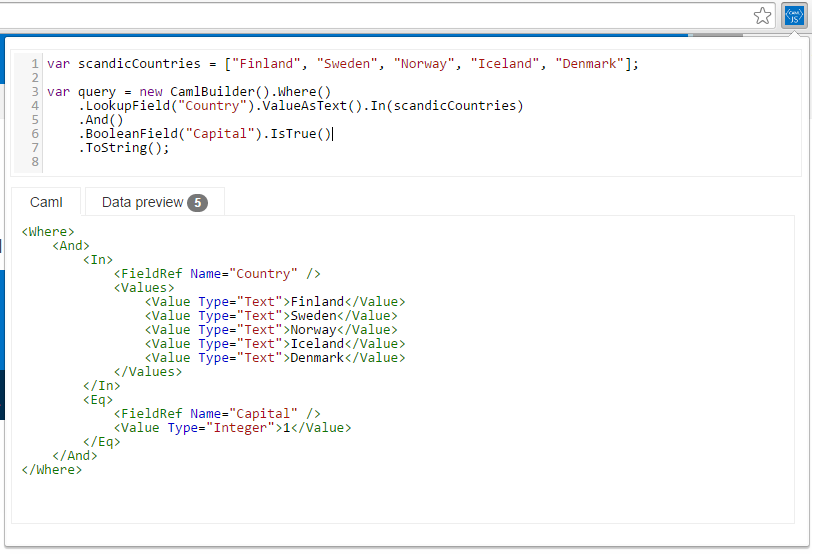 CAML
JS
1 var scandicCountries = ["Finland", "Sweden", "Norway", "Iceland", "Denmark"];
2
3 var query = new CamlBuilder().Where()
4     .LookupField("Country").ValueAsText().In(scandicCountries)
5     .And()
6     .BooleanField("Capital").IsTrue()
7     .ToString();
8
Caml Data preview 5
<Where>
    <And>
        <In>
            <FieldRef Name="Country" />
            <Values>
                <Value Type="Text">Finland</Value>
                <Value Type="Text">Sweden</Value>
                <Value Type="Text">Norway</Value>
                <Value Type="Text">Iceland</Value>
                <Value Type="Text">Denmark</Value>
            </Values>
        </In>
        <Eq>
            <FieldRef Name="Capital" />
            <Value Type="Integer">1</Value>
        </Eq>
    </And>
</Where>